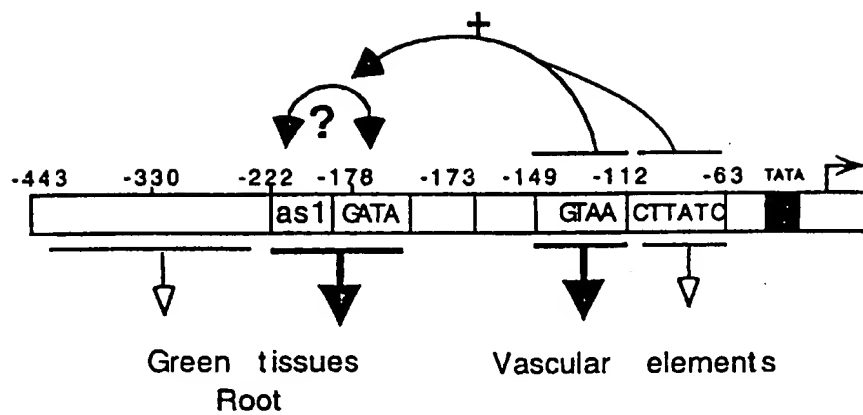 +
?
-443 -330 -222 -178 -173 -149 -112 -63 TATA
as1 GATA GTAA CTTATC
Green tissues Vascular elements
Root